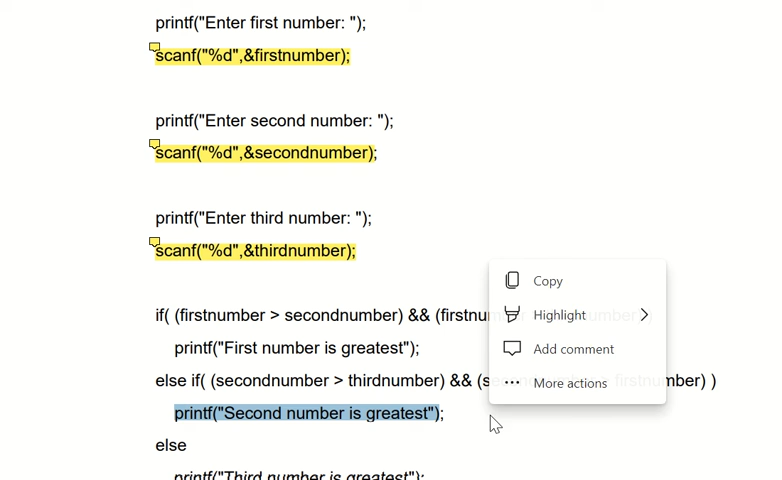 printf("Enter first number: ");
scanf("%d",&firstnumber);
printf("Enter second number: ");
scanf("%d",&secondnumber);
printf("Enter third number: ");
scanf("%d",&thirdnumber);
if( (firstnumber > secondnumber) && (firstnu
printf("First number is greatest");
else if( (secondnumber > thirdnumber) && (s firstnumber) )
printf("Second number is greatest");
else
printf("Third number is greatest");
Copy
Highlight
Add comment
More actions